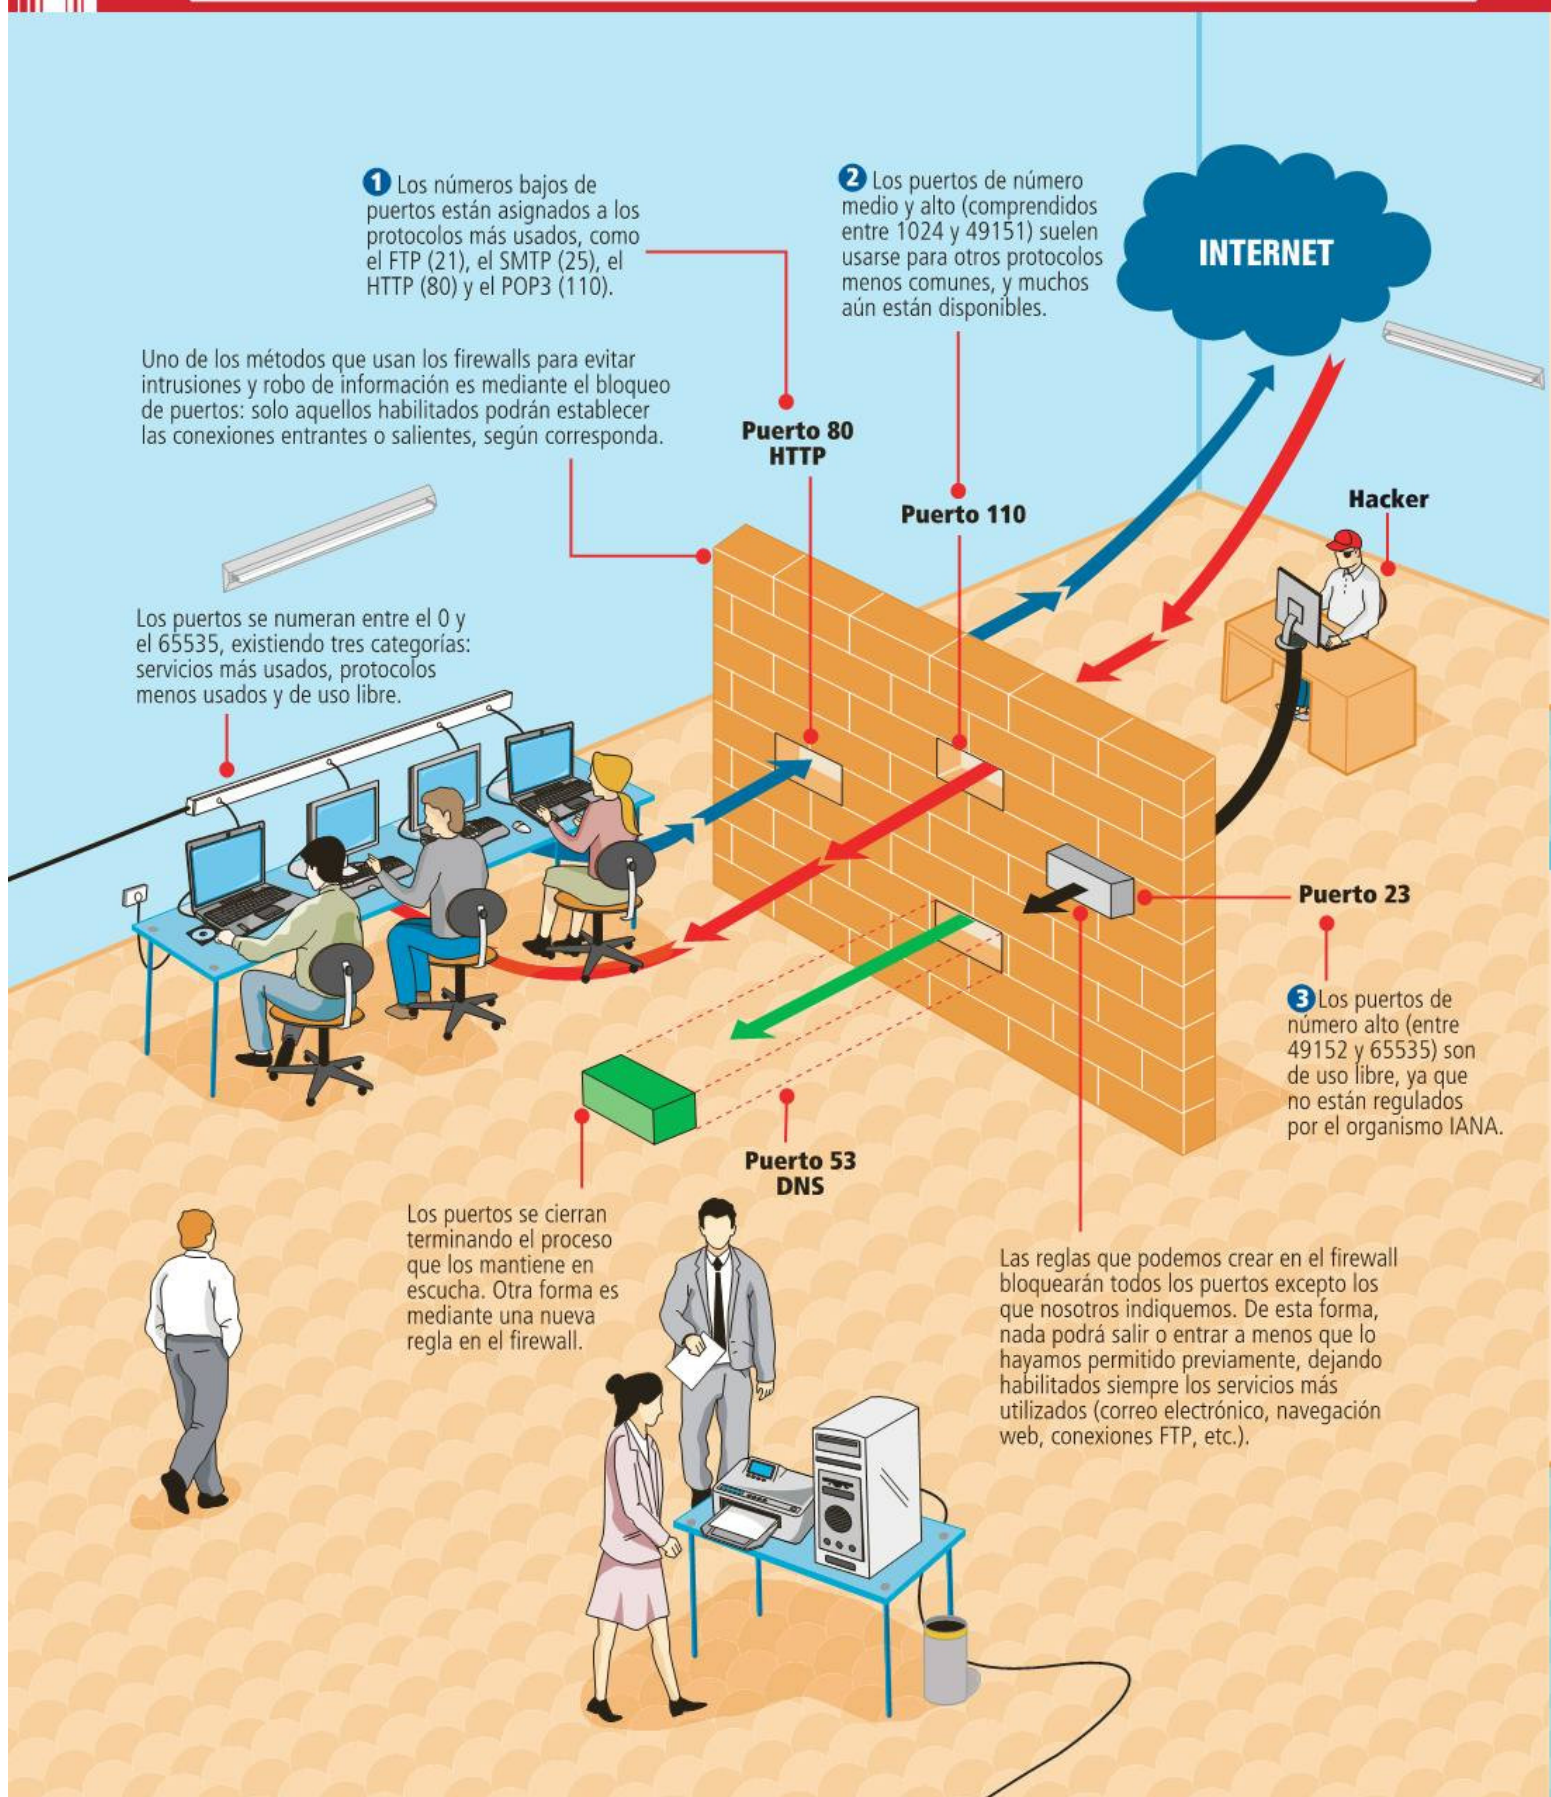 1 Los números bajos de
puertos están asignados a los
protocolos más usados, como
el FTP (21), el SMTP (25), el
HTTP (80) y el POP3 (110).
2 Los puertos de número
medio y alto (comprendidos
entre 1024 y 49151) suelen
usarse para otros protocolos
menos comunes, y muchos
aún están disponibles.
INTERNET
Uno de los métodos que usan los firewalls para evitar
intrusiones y robo de información es mediante el bloqueo
de puertos: solo aquellos habilitados podrán establecer
las conexiones entrantes o salientes, según corresponda.
Puerto 80
HTTP
Puerto 110
Hacker
Los puertos se numeran entre el 0 y
el 65535, existiendo tres categorías:
servicios más usados, protocolos
menos usados y de uso libre.
Puerto 23
3 Los puertos de
número alto (entre
49152 y 65535) son
de uso libre, ya que
no están regulados
por el organismo IANA.
Puerto 53
DNS
Los puertos se cierran
terminando el proceso
que los mantiene en
escucha. Otra forma es
mediante una nueva
regla en el firewall.
Las reglas que podemos crear en el firewall
bloquearán todos los puertos excepto los
que nosotros indiquemos. De esta forma,
nada podrá salir o entrar a menos que lo
hayamos permitido previamente, dejando
habilitados siempre los servicios más
utilizados (correo electrónico, navegación
web, conexiones FTP, etc.).